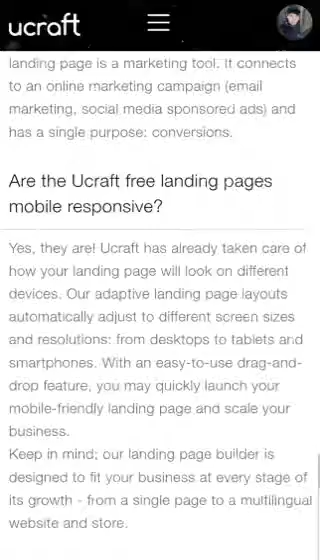 ucraft
landing page is a marketing tool. It connects
to an online marketing campaign (email
marketing, social media sponsored ads) and
has a single purpose: conversions.
Are the Ucraft free landing pages
mobile responsive?
Yes, they are! Ucraft has already taken care of
how your landing page will look on different
devices. Our adaptive landing page layouts
automatically adjust to different screen sizes
and resolutions: from desktops to tablets and
smartphones. With an easy-to-use drag-and-
drop feature, you may quickly launch your
mobile-friendly landing page and scale your
business.
Keep in mind; our landing page builder is
designed to fit your business at every stage of
its growth - from a single page to a multilingual
website and store.